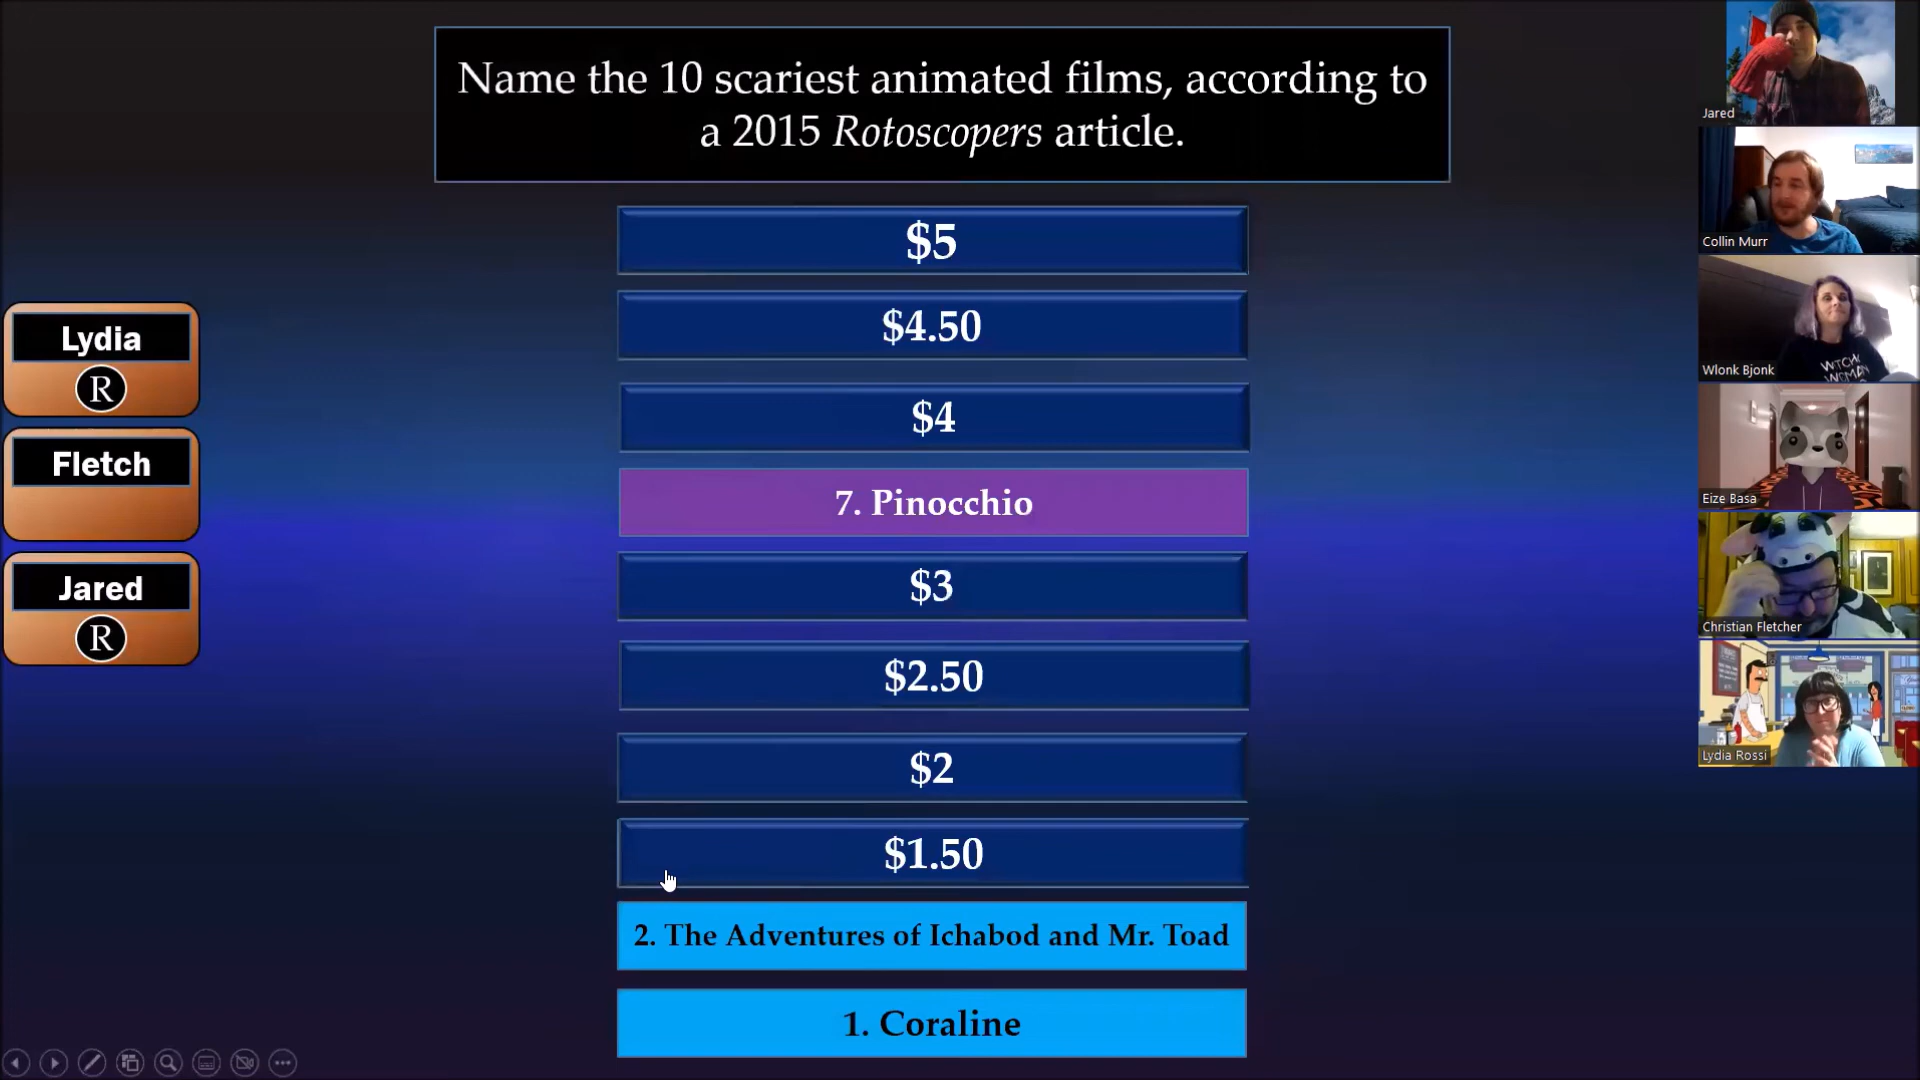 Name the 10 scariest animated films, according to
a 2015 Rotoscopers article.
$5
$4.50
$4
7. Pinocchio
$3
$2.50
$2
$1.50
2. The Adventures of Ichabod and Mr. Toad
1. Coraline
Lydia
R
Fletch
Jared
R
Jared
Collin Murr
WITCHY
WOMAN
Wlonk Bjonk
Eize Basa
Christian Fletcher
Lydia Rossi